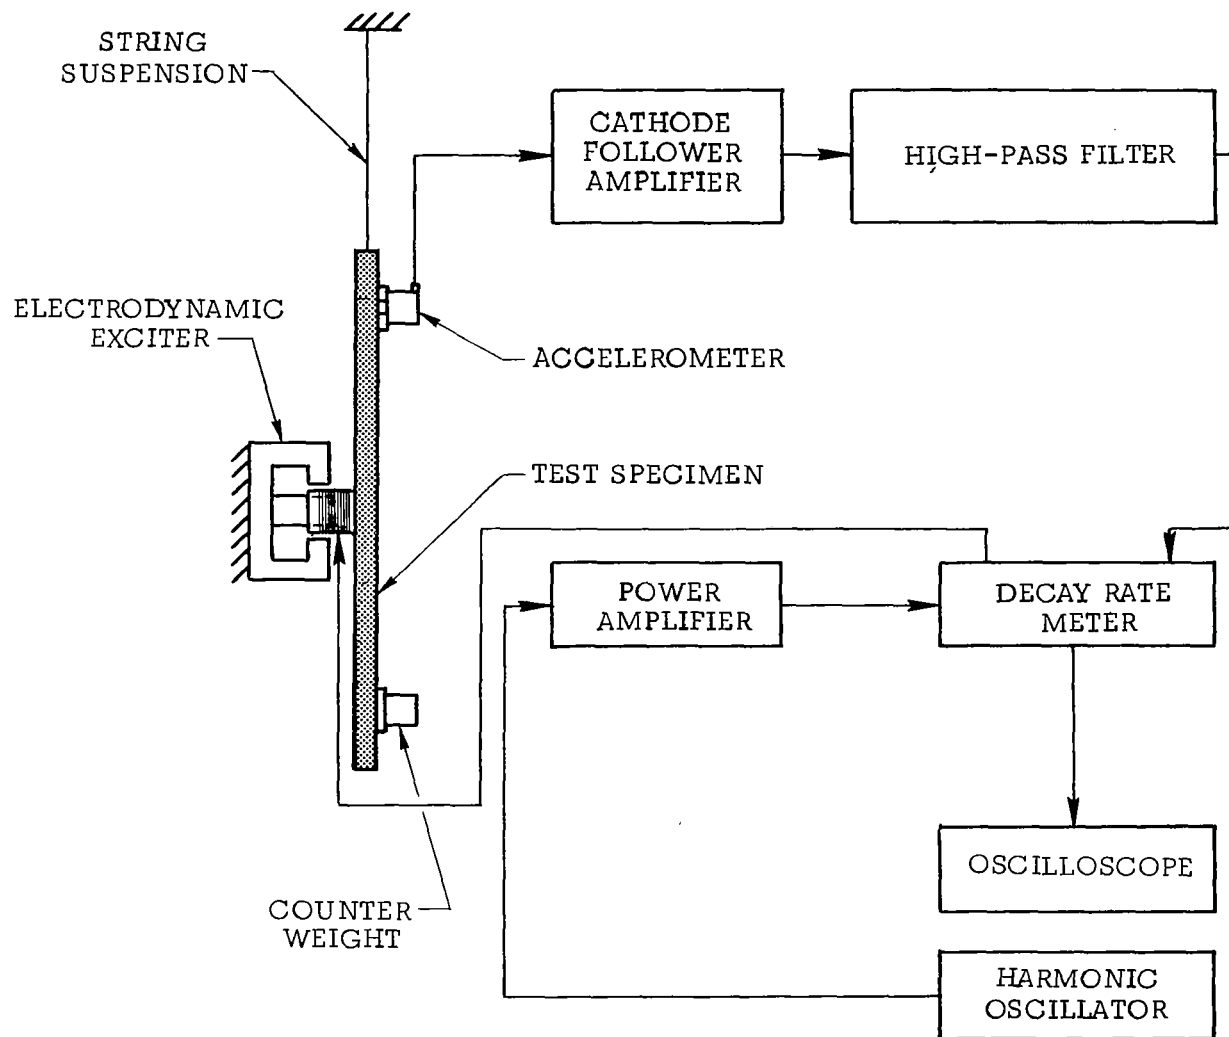 STRING
SUSPENSION
CATHODE
FOLLOWER
AMPLIFIER
HIGH-PASS FILTER
ELECTRODYNAMIC
EXCITER
ACCELEROMETER
TEST SPECIMEN
POWER
AMPLIFIER
DECAY RATE
METER
OSCILLOSCOPE
COUNTER
WEIGHT
HARMONIC
OSCILLATOR